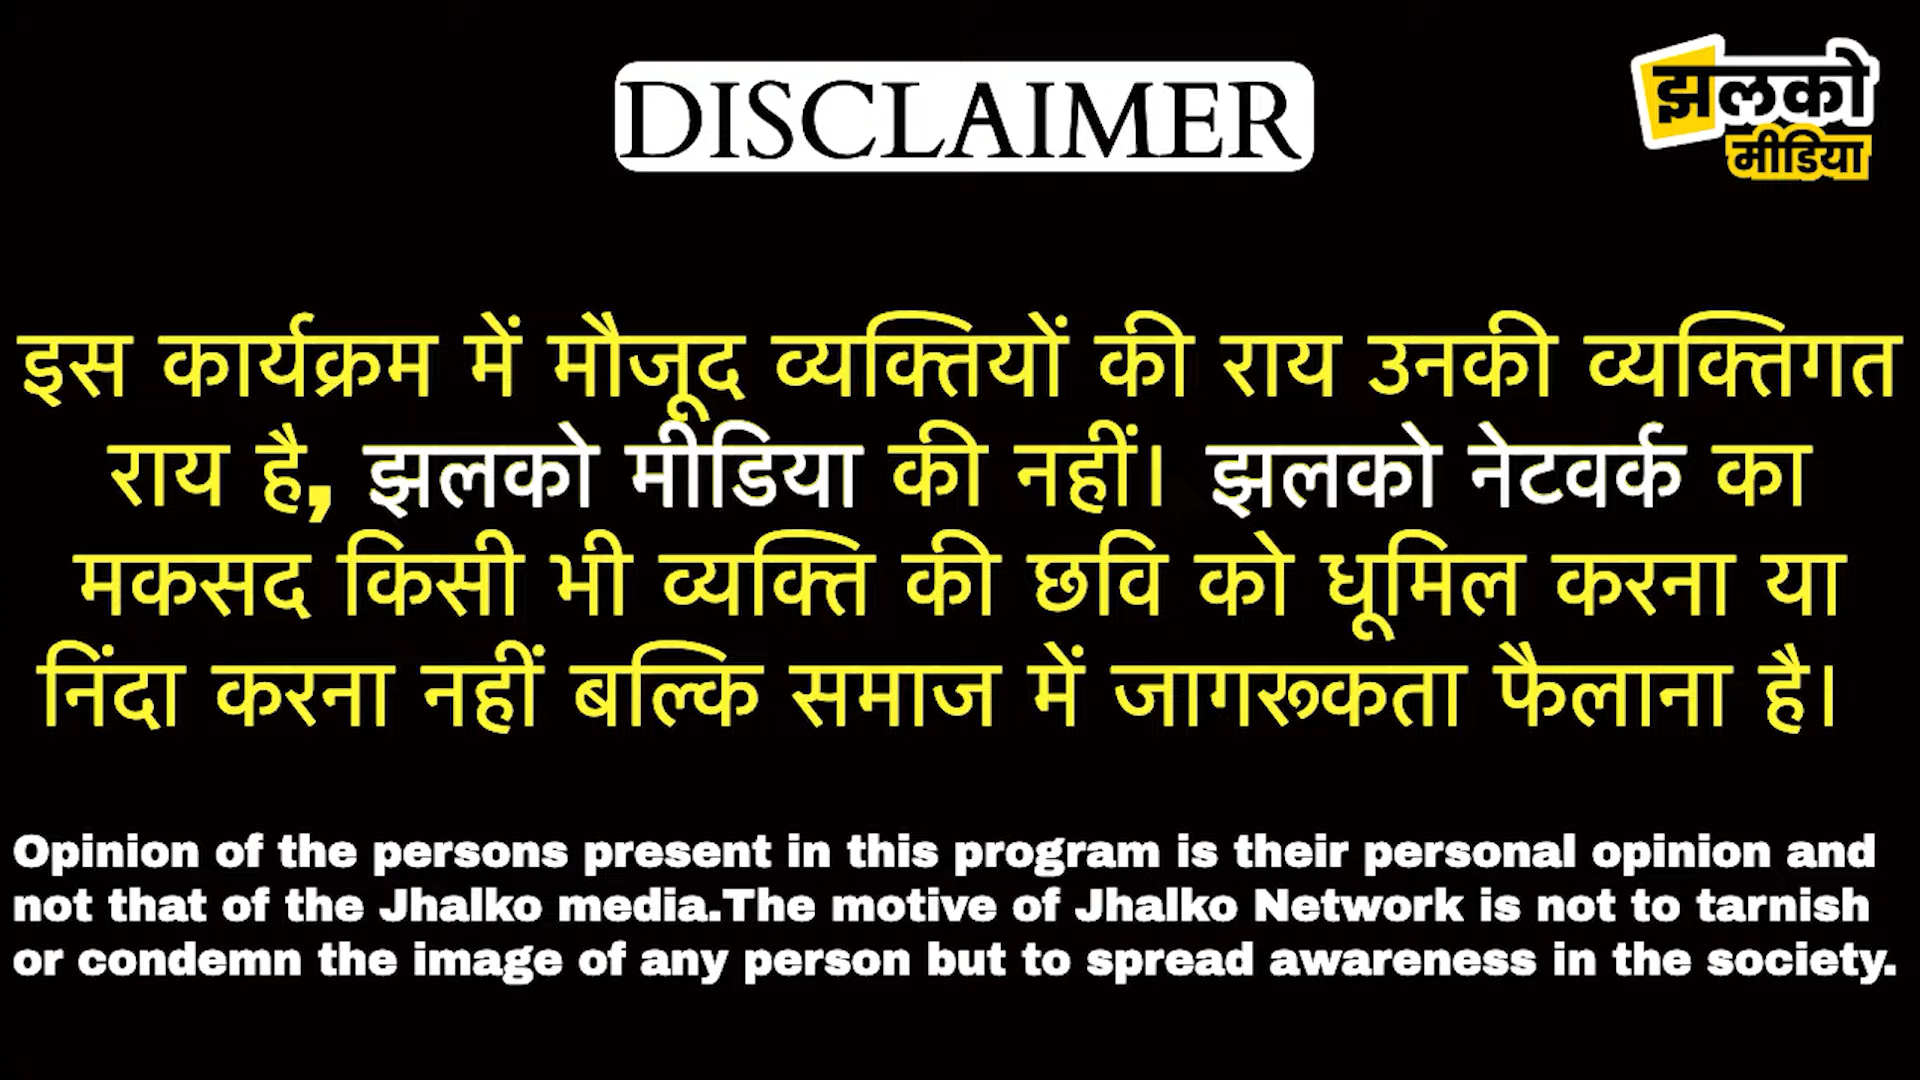 DISCLAIMER
झलको
मीडिया
इस कार्यक्रम में मौजूद व्यक्तियों की राय उनकी व्यक्तिगत
राय है, झलको मीडिया की नहीं। झलको नेटवर्क का
मकसद किसी भी व्यक्ति की छवि को धूमिल करना या
निंदा करना नहीं बल्कि समाज में जागरूकता फैलाना है।
Opinion of the persons present in this program is their personal opinion and
not that of the Jhalko media.The motive of Jhalko Network is not to tarnish
or condemn the image of any person but to spread awareness in the society.